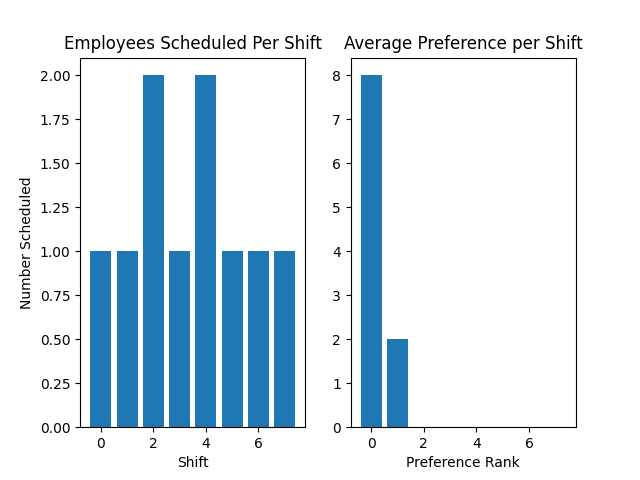 Employees Scheduled Per Shift
2.00
1.75
1.50
1.25
1.00
0.75
0.50
0.25
0.00
Number Scheduled
0 2 4 6
Shift
Average Preference per Shift
8
7
6
5
4
3
2
1
0
0 2 4 6
Preference Rank